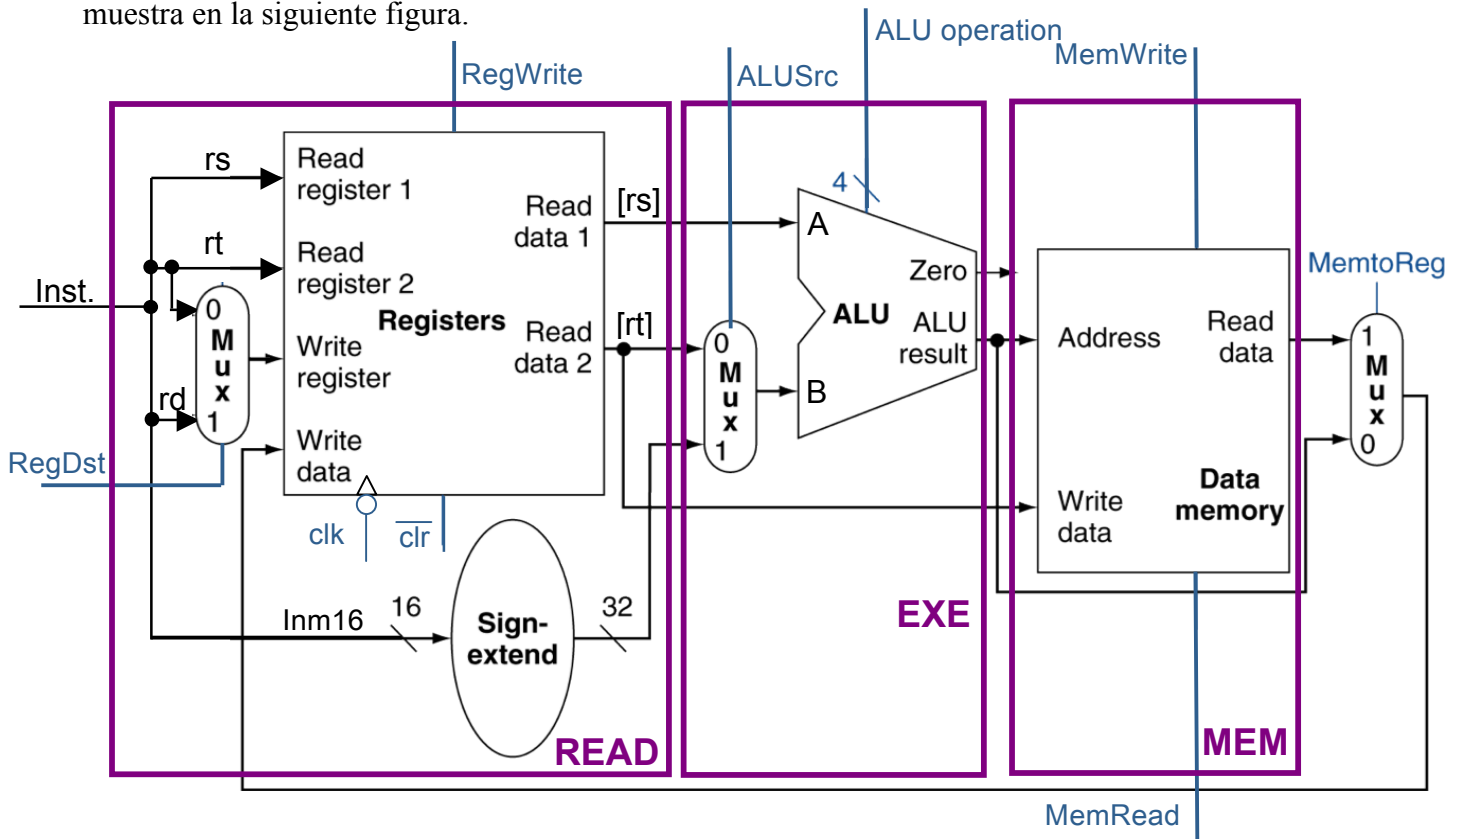 muestra en la siguiente figura.
ALU operation
MemWrite
RegWrite
ALUSrc
rs
Read
register 1
[rs]
Read
data 1
4
A
rt
Read
register 2
Zero
MemtoReg
Inst.
0
Mux
1
Registers
Write
register
Read
data 2
[rt]
0
Mux
1
ALU
ALU
result
Address
Read
data
1
Mux
0
rd
B
RegDst
Write
data
clk
clr
Data
memory
Write
data
Inm16
16
Sign-
extend
32
EXE
READ
MEM
MemRead